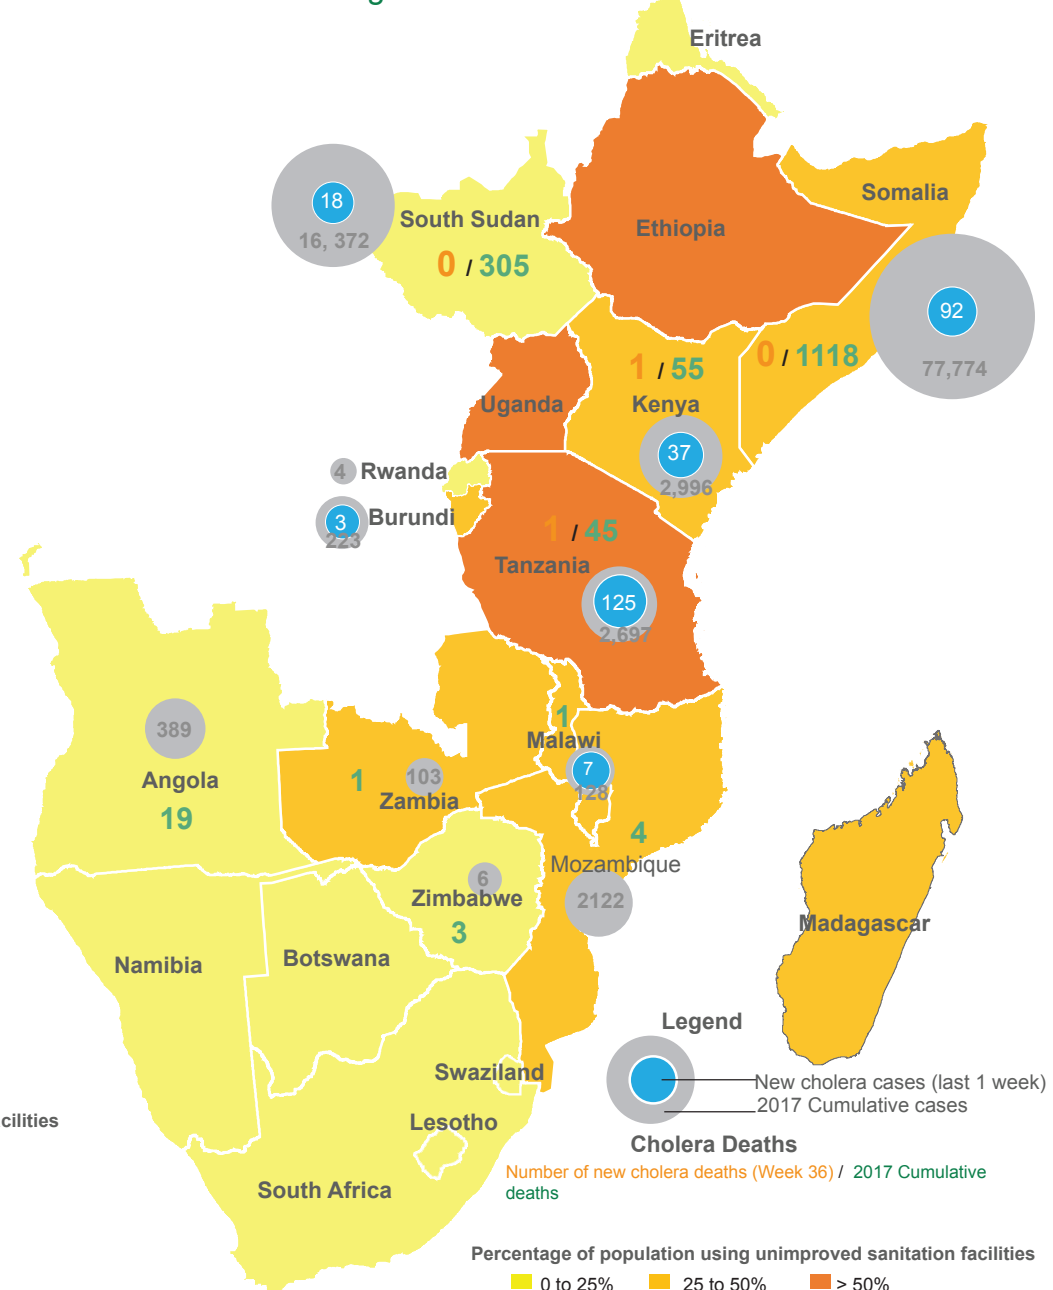 Eritrea
Somalia
18
16, 372
South Sudan
0 / 305
Ethiopia
92
77,774
0 / 1118
1 / 55
Kenya
37
2,996
Uganda
4
Rwanda
3
223
Burundi
1 / 45
Tanzania
125
2,697
389
Angola
19
1
103
Zambia
1
Malawi
7
128
4
Mozambique
2122
6
Zimbabwe
3
Madagascar
Namibia
Botswana
Swaziland
Lesotho
South Africa
cilities
Legend
New cholera cases (last 1 week)
2017 Cumulative cases
Cholera Deaths
Number of new cholera deaths (Week 36) / 2017 Cumulative
deaths
Percentage of population using unimproved sanitation facilities
0 to 25% 25 to 50% > 50%